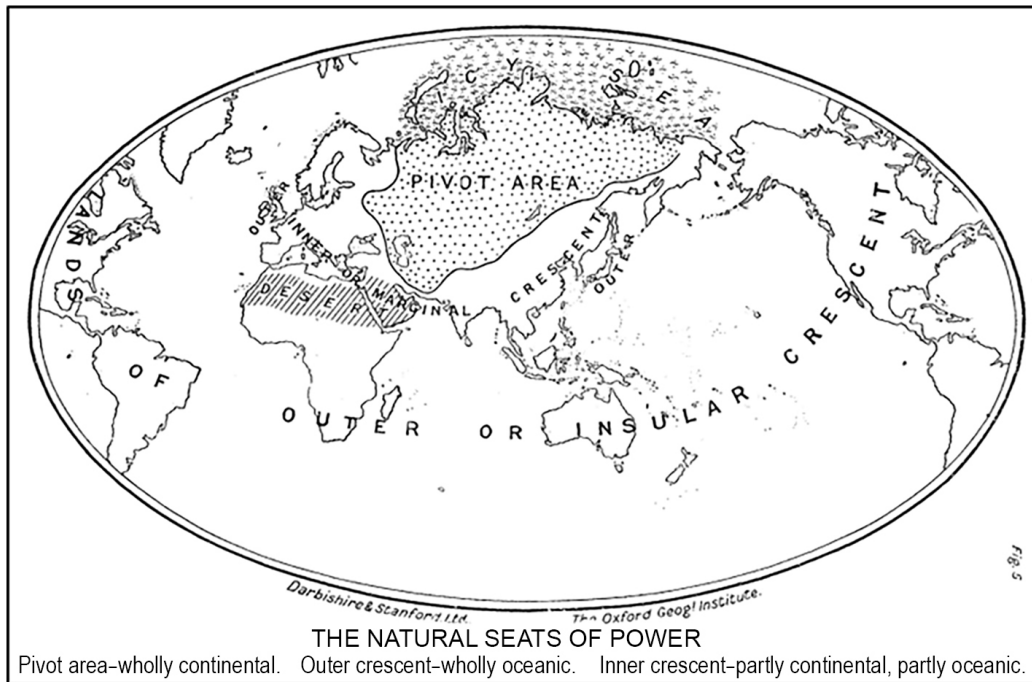 ICY SEA
PIVOT AREA
OUTER
INNER OR MARGINAL CRESCENT
OUTER
DESERT
LANDS OF OUTER OR INSULAR CRESCENT
Fig. 5
Darbishire & Stanford, Ltd.
The Oxford Geogl Institute.
THE NATURAL SEATS OF POWER
Pivot area–wholly continental. Outer crescent–wholly oceanic. Inner crescent–partly continental, partly oceanic.